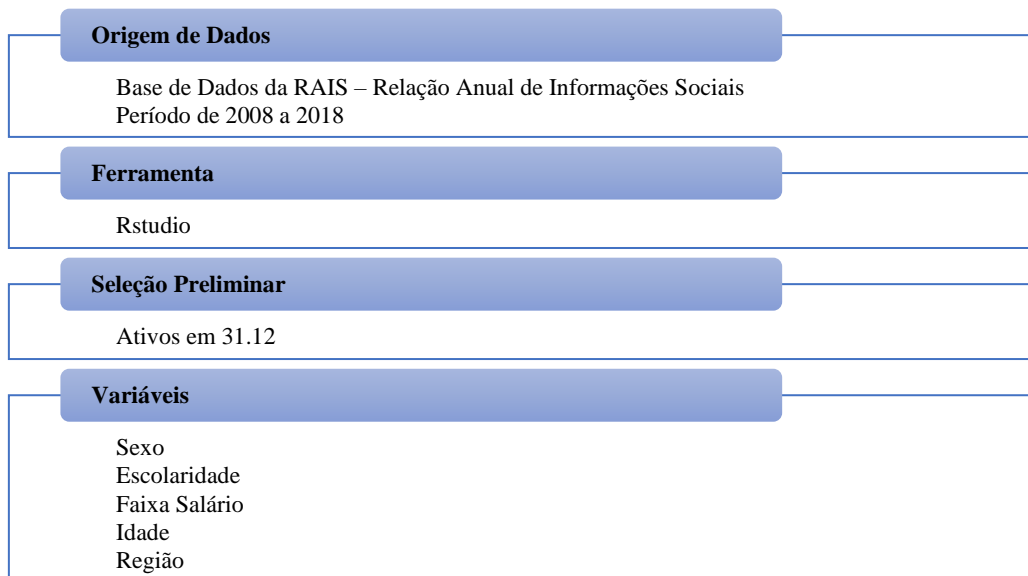 Origem de Dados
Base de Dados da RAIS – Relação Anual de Informações Sociais
Período de 2008 a 2018
Ferramenta
Rstudio
Seleção Preliminar
Ativos em 31.12
Variáveis
Sexo
Escolaridade
Faixa Salário
Idade
Região